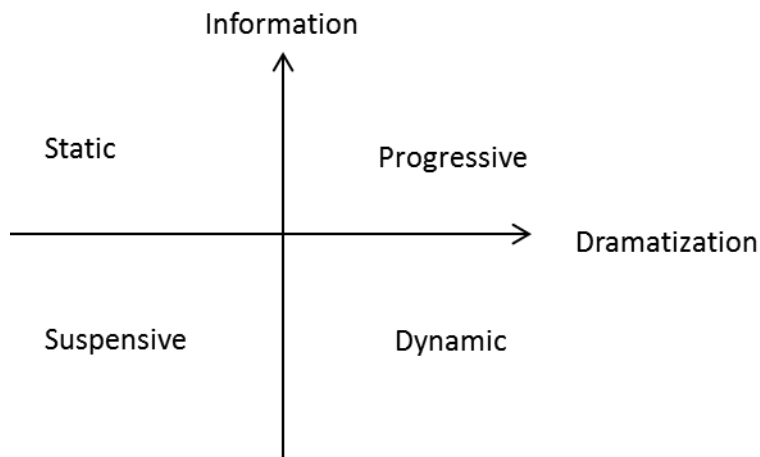 Information
Static
Progressive
Dramatization
Suspensive
Dynamic